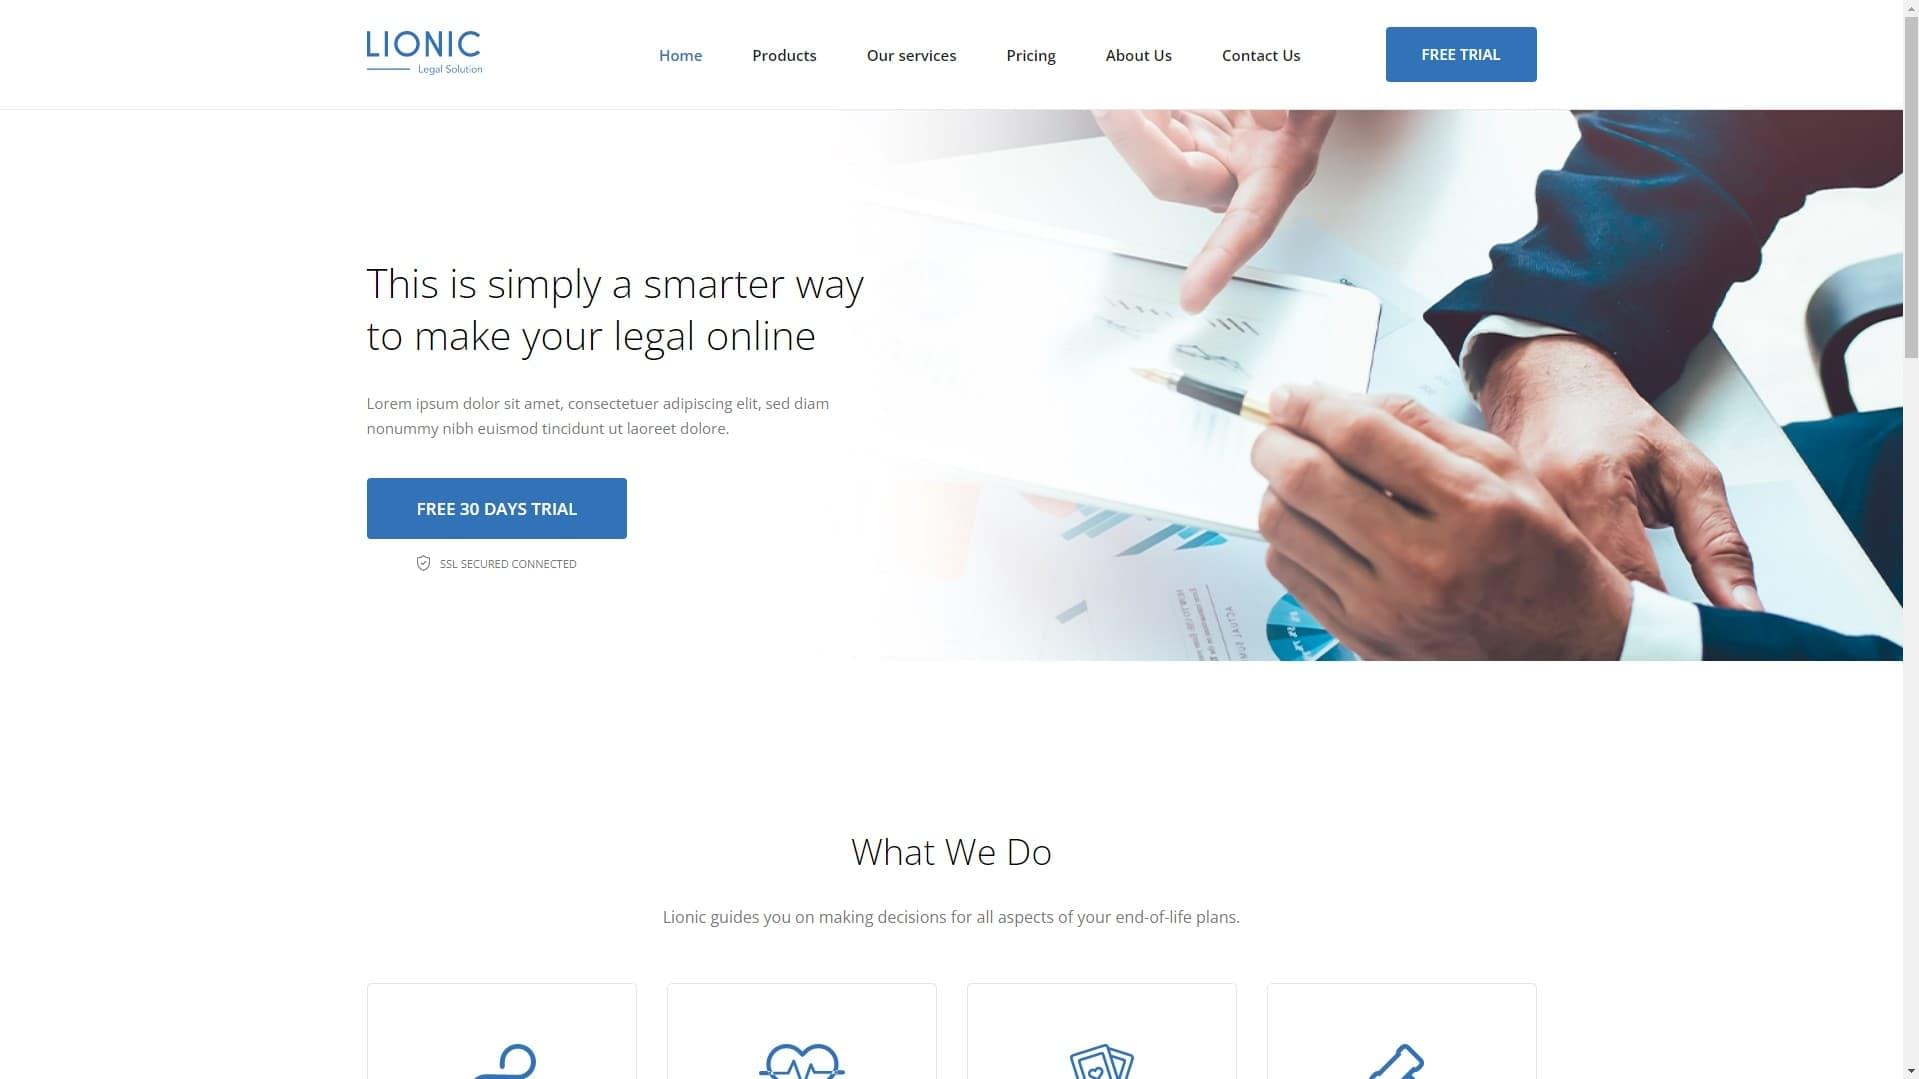 LIONIC
Legal Solution
Home
Products
Our services
Pricing
About Us
Contact Us
FREE TRIAL
This is simply a smarter way
to make your legal online
Lorem ipsum dolor sit amet, consectetuer adipiscing elit, sed diam
nonummy nibh euismod tincidunt ut laoreet dolore.
FREE 30 DAYS TRIAL
SSL SECURED CONNECTED
What We Do
Lionic guides you on making decisions for all aspects of your end-of-life plans.